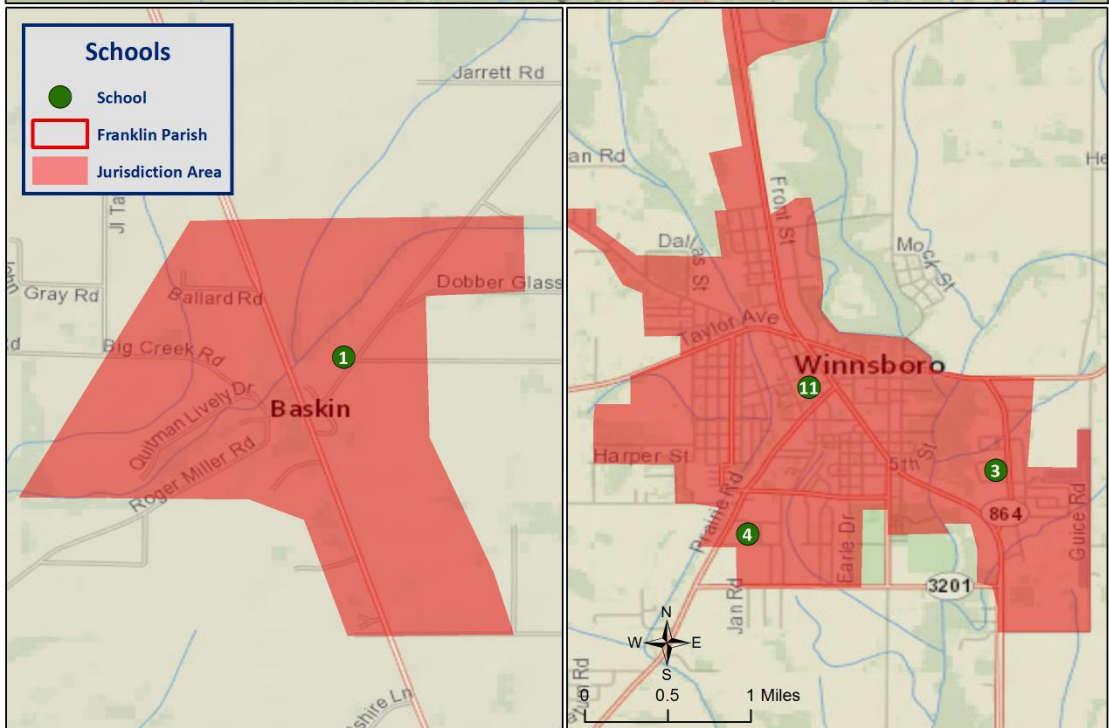 Schools
School
Franklin Parish
Jurisdiction Area
Jarrett Rd
Gray Rd
Ballard Rd
Dobber Glass
Big Creek Rd
1
Baskin
Quitman Lively Dr
Roger Miller Rd
an Rd
Front St
Dallas St
Mock St
Taylor Ave
Winnsboro
11
Harper St
5th St
3
864
Guice Rd
Prairie Rd
4
Earle Dr
3201
Jan Rd
N
W E
S
0 0.5 1 Miles